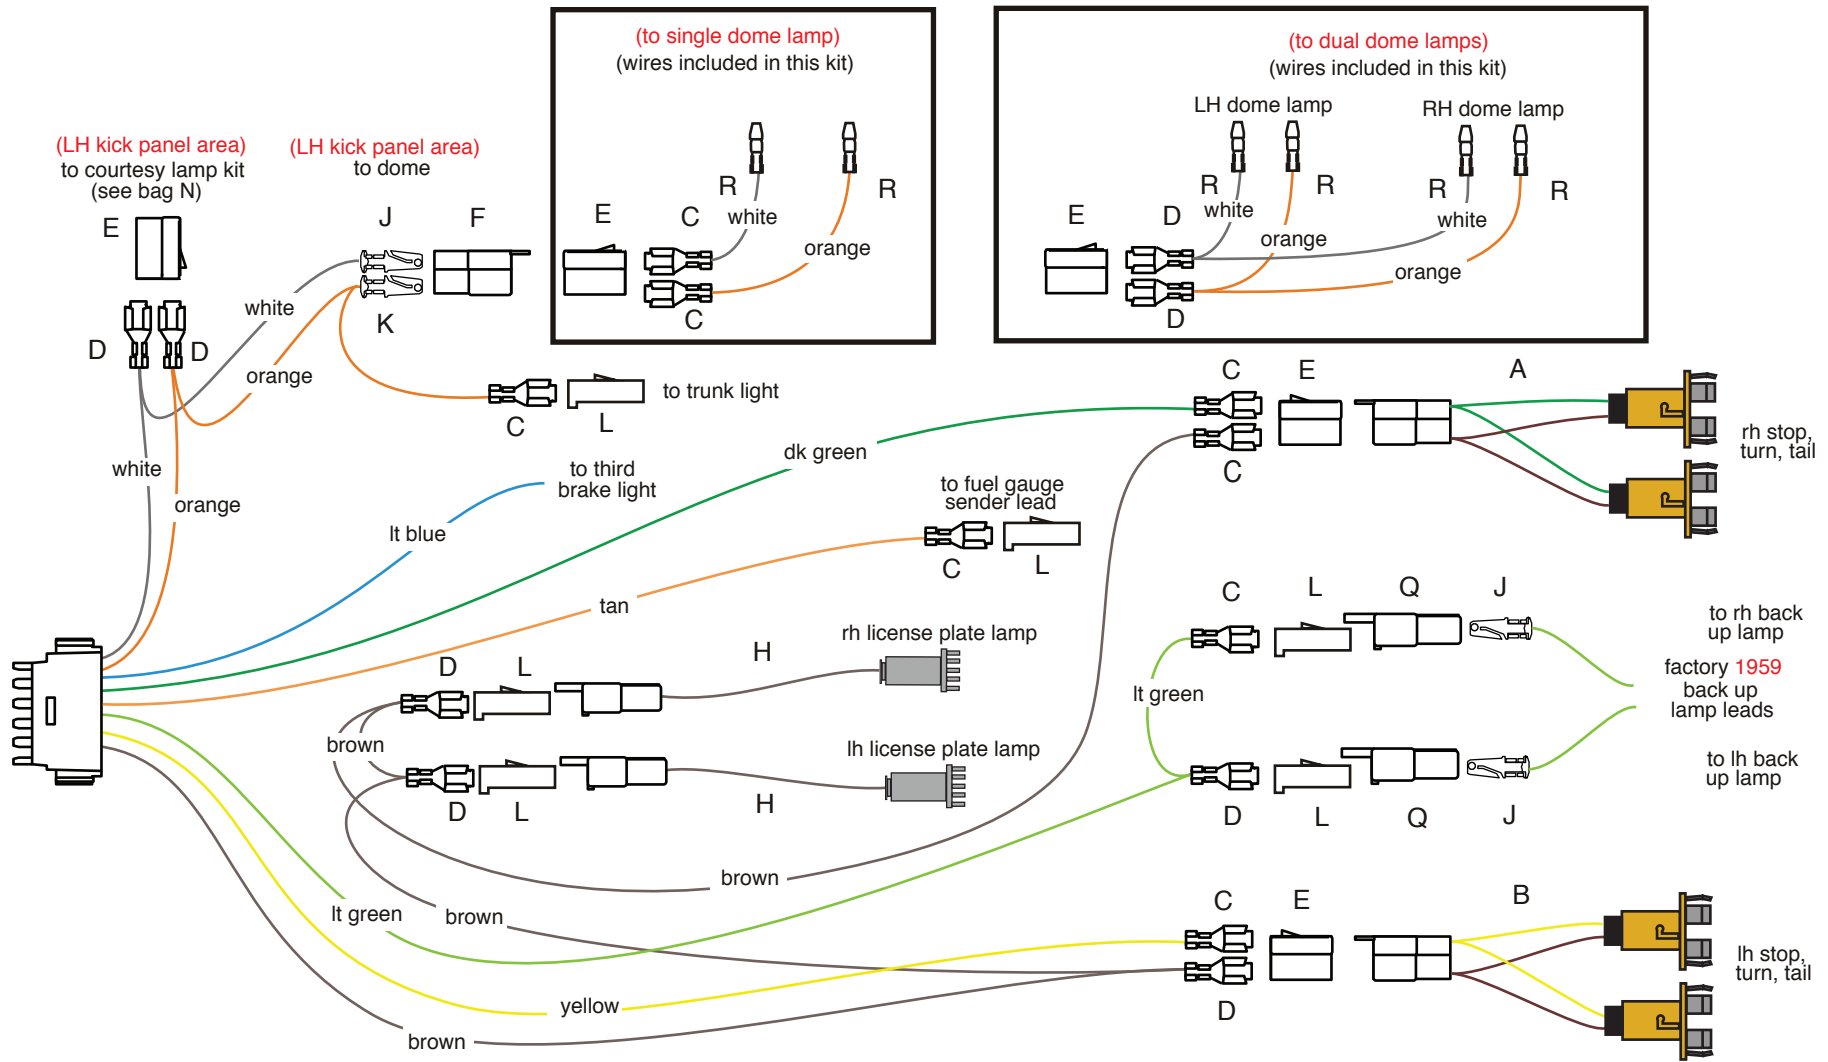 (to single dome lamp)
(wires included in this kit)
R
R
white
orange
E
C
C
(to dual dome lamps)
(wires included in this kit)
LH dome lamp
RH dome lamp
R
R
R
R
white
orange
white
orange
E
D
D
(LH kick panel area)
to courtesy lamp kit
(see bag N)
E
D
D
(LH kick panel area)
to dome
J
F
K
white
orange
white
orange
C
L
to trunk light
to third
brake light
lt blue
dk green
to fuel gauge
sender lead
C
L
tan
C
E
A
C
rh stop,
turn, tail
C
L
Q
J
to rh back
up lamp
factory 1959
back up
lamp leads
to lh back
up lamp
lt green
D
L
Q
J
D
L
H
rh license plate lamp
brown
lh license plate lamp
D
L
H
brown
lt green
brown
C
E
B
D
lh stop,
turn, tail
yellow
brown